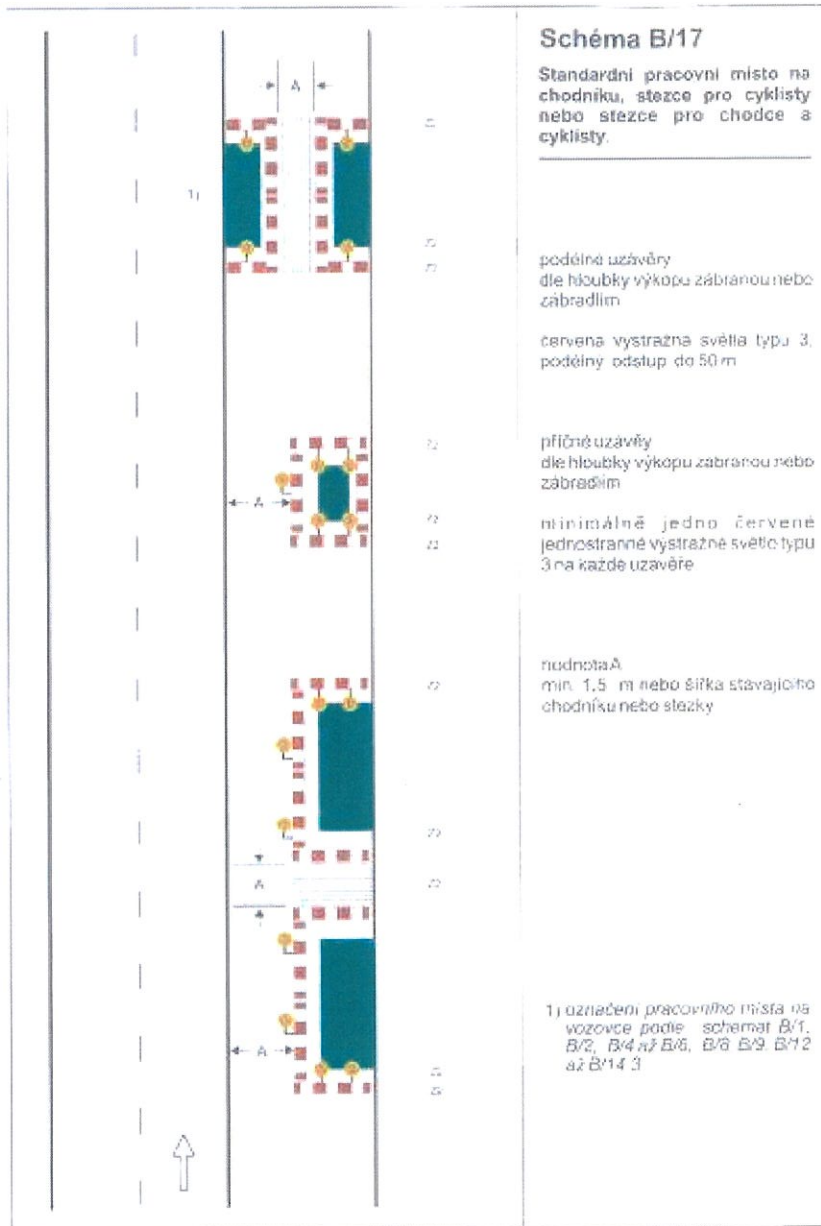 Schéma B/17
Standardní pracovní místo na
chodníku, stezce pro cyklisty
nebo stezce pro chodce a
cyklisty.
A
1)
podélné uzávěry
dle hloubky výkopu zábranou nebo
zábradlím
červená výstražná světla typu 3,
podélný odstup do 50 m
příčné uzávěry
dle hloubky výkopu zábranou nebo
zábradlím
A
minimálně jedno červené
jednostranné výstražné světlo typu
3 na každé uzávěře
hodnota A
min. 1,5 m nebo šířka stávajícího
chodníku nebo stezky
A
A
1) označení pracovního místa na
vozovce podle schémat B/1,
B/2, B/4 až B/6, B/8 B/9, B/12
až B/14.3